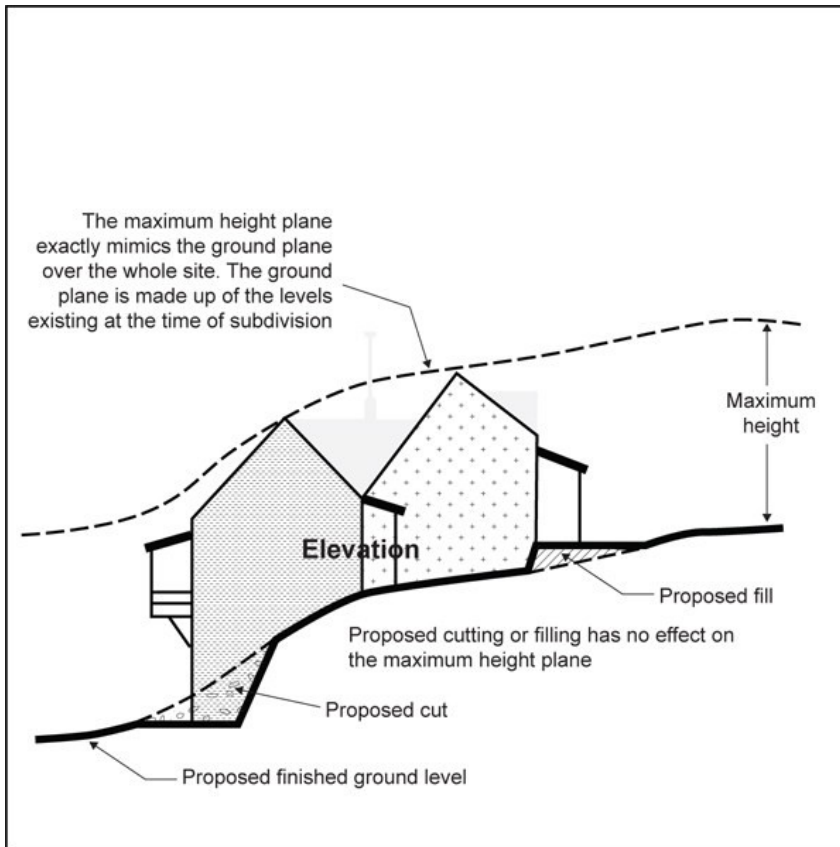 The maximum height plane
exactly mimics the ground plane
over the whole site. The ground
plane is made up of the levels
existing at the time of subdivision
Maximum
height
Elevation
Proposed fill
Proposed cutting or filling has no effect on
the maximum height plane
Proposed cut
Proposed finished ground level